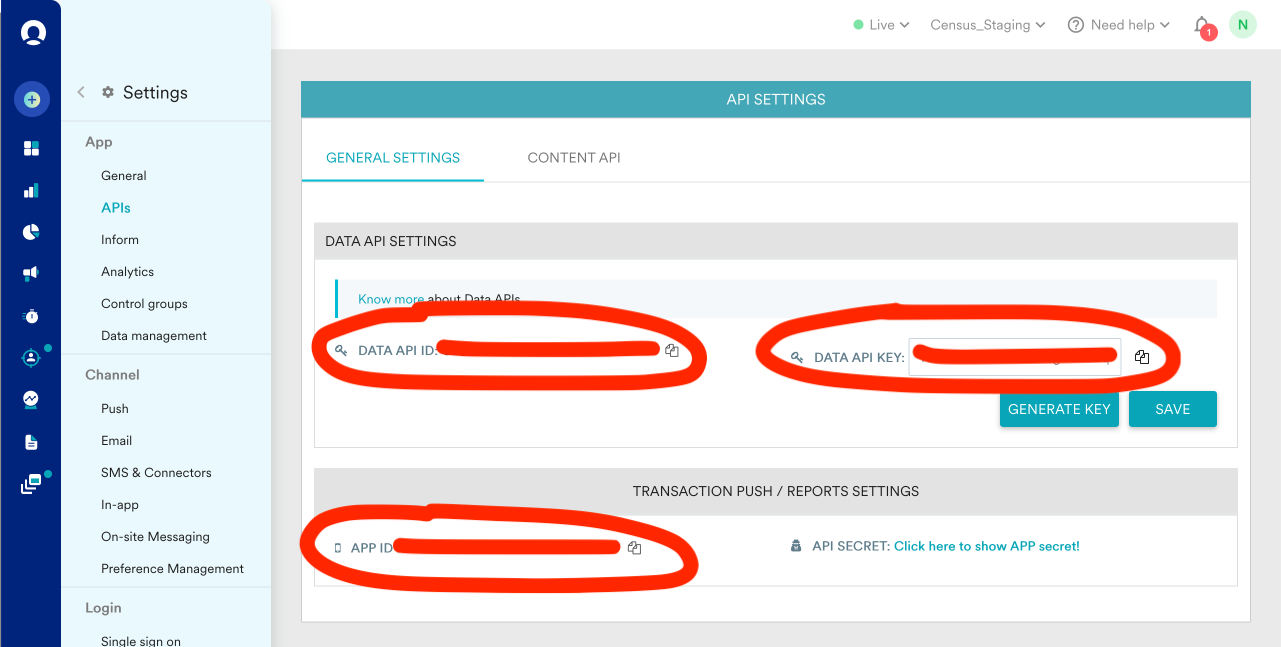 Live
Census_Staging
Need help
1
N
Settings
App
General
APIs
Inform
Analytics
Control groups
Data management
Channel
Push
Email
SMS & Connectors
In-app
On-site Messaging
Preference Management
Login
Single sign on
API SETTINGS
GENERAL SETTINGS CONTENT API
DATA API SETTINGS
Know more about Data APIs
DATA API ID:
DATA API KEY:
GENERATE KEY
SAVE
TRANSACTION PUSH / REPORTS SETTINGS
APP ID
API SECRET: Click here to show APP secret!